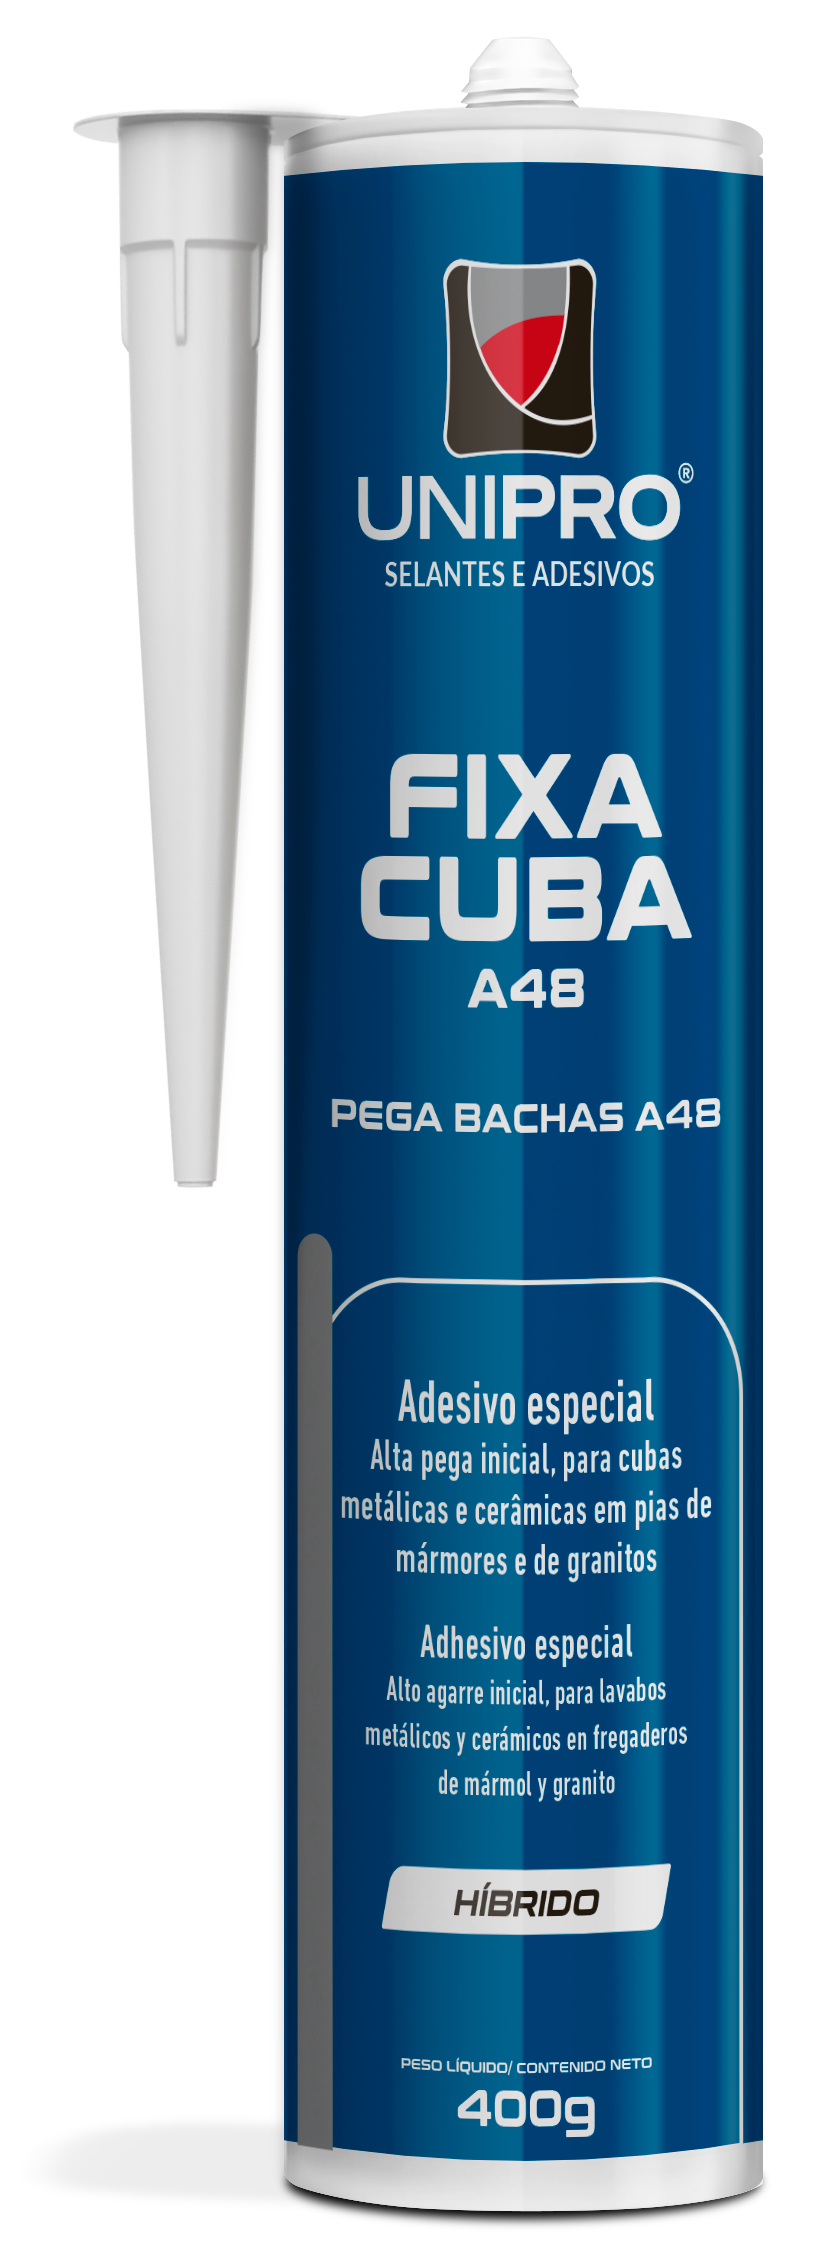 UNIPRO®
SELANTES E ADESIVOS
FIXA
CUBA
A48
PEGA BACHAS A48
Adesivo especial
Alta pega inicial, para cubas
metálicas e cerâmicas em pias de
mármores e de granitos
Adhesivo especial
Alto agarre inicial, para lavabos
metálicos y cerámicos en fregaderos
de mármol y granito
HÍBRIDO
PESO LÍQUIDO/ CONTENIDO NETO
400g